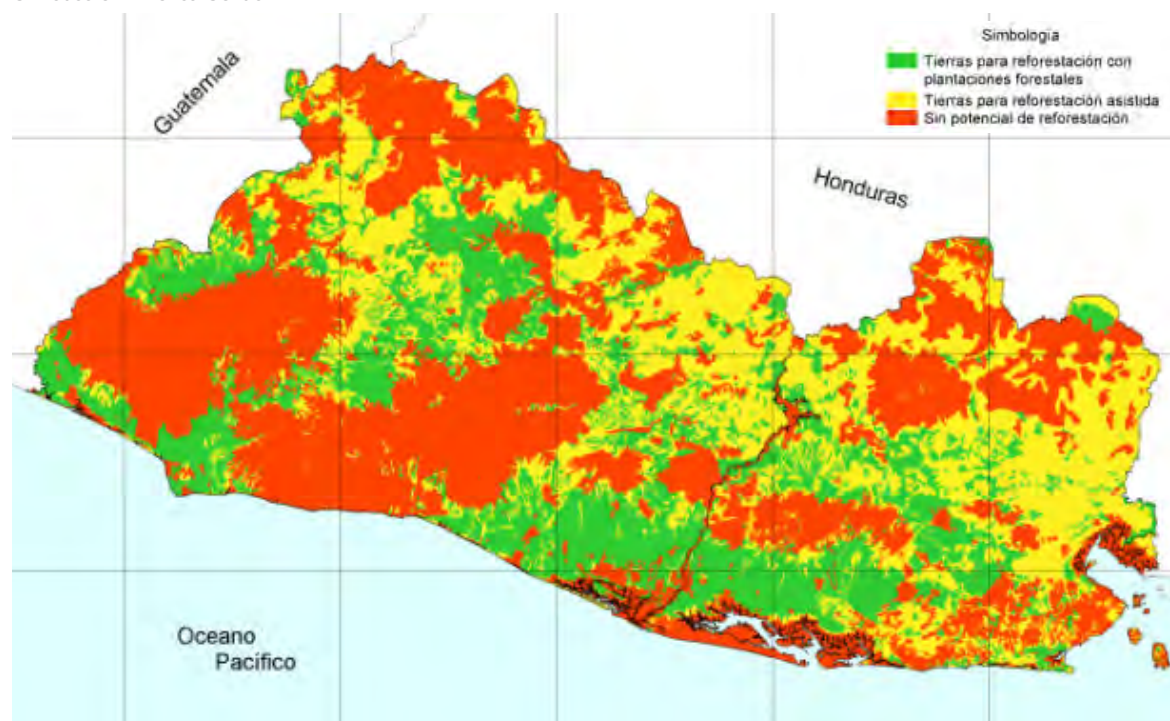 Guatemala
Simbología
Tierras para reforestación con
plantaciones forestales
Tierras para reforestación asistida
Sin potencial de reforestación
Honduras
Oceano
Pacífico